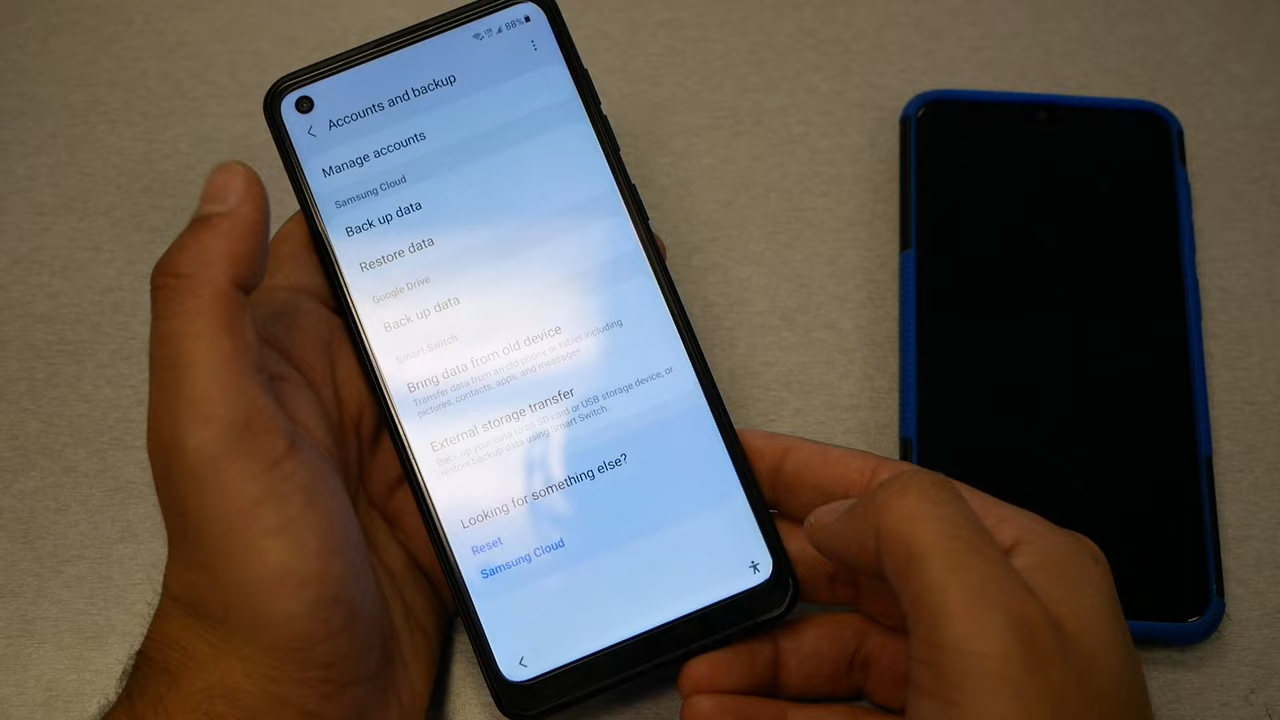 88%
Accounts and backup
Manage accounts
Samsung Cloud
Back up data
Restore data
Google Drive
Back up data
Smart Switch
Bring data from old device
Transfer data from an old phone or tablet including
pictures, contacts, apps, and messages
External storage transfer
Back up your data to an SD card or USB storage device, or
restore backup data using Smart Switch.
Looking for something else?
Reset
Samsung Cloud